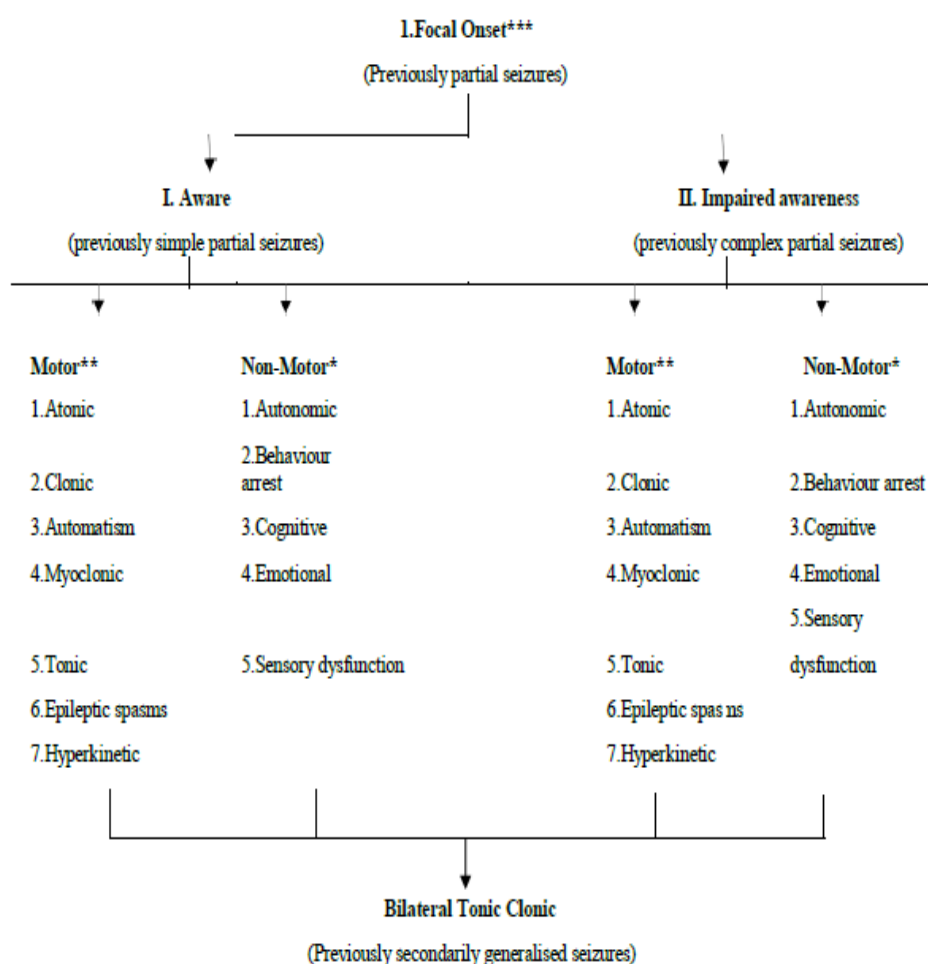 1.Focal Onset***
(Previously partial seizures)
I. Aware
(previously simple partial seizures)
II. Impaired awareness
(previously complex partial seizures)
Motor**
1.Atonic
2.Clonic
3.Automatism
4.Myoclonic
5.Tonic
6.Epileptic spasms
7.Hyperkinetic
Non-Motor*
1.Autonomic
2.Behaviour
arrest
3.Cognitive
4.Emotional
5.Sensory dysfunction
Motor**
1.Atonic
2.Clonic
3.Automatism
4.Myoclonic
5.Tonic
6.Epileptic spas ns
7.Hyperkinetic
Non-Motor*
1.Autonomic
2.Behaviour arrest
3.Cognitive
4.Emotional
5.Sensory
dysfunction
Bilateral Tonic Clonic
(Previously secondarily generalised seizures)